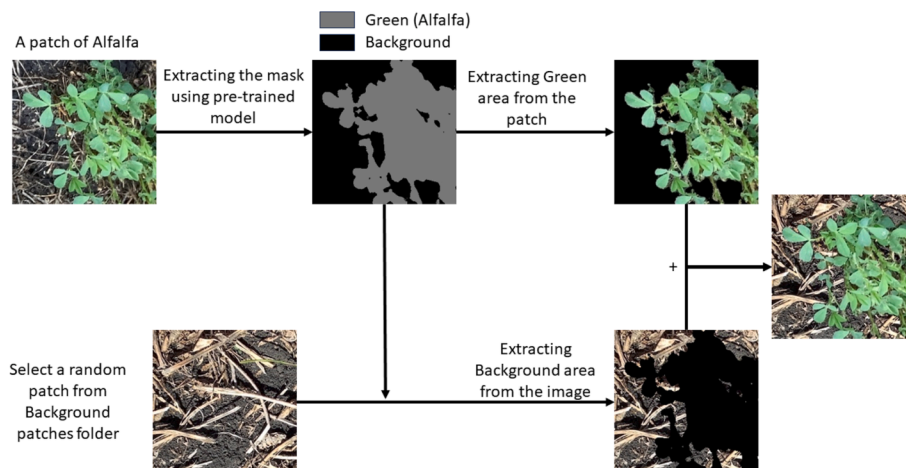 Green (Alfalfa)
Background
A patch of Alfalfa
Extracting the mask
using pre-trained
model
Extracting Green
area from the
patch
+
Select a random
patch from
Background
patches folder
Extracting
Background area
from the image